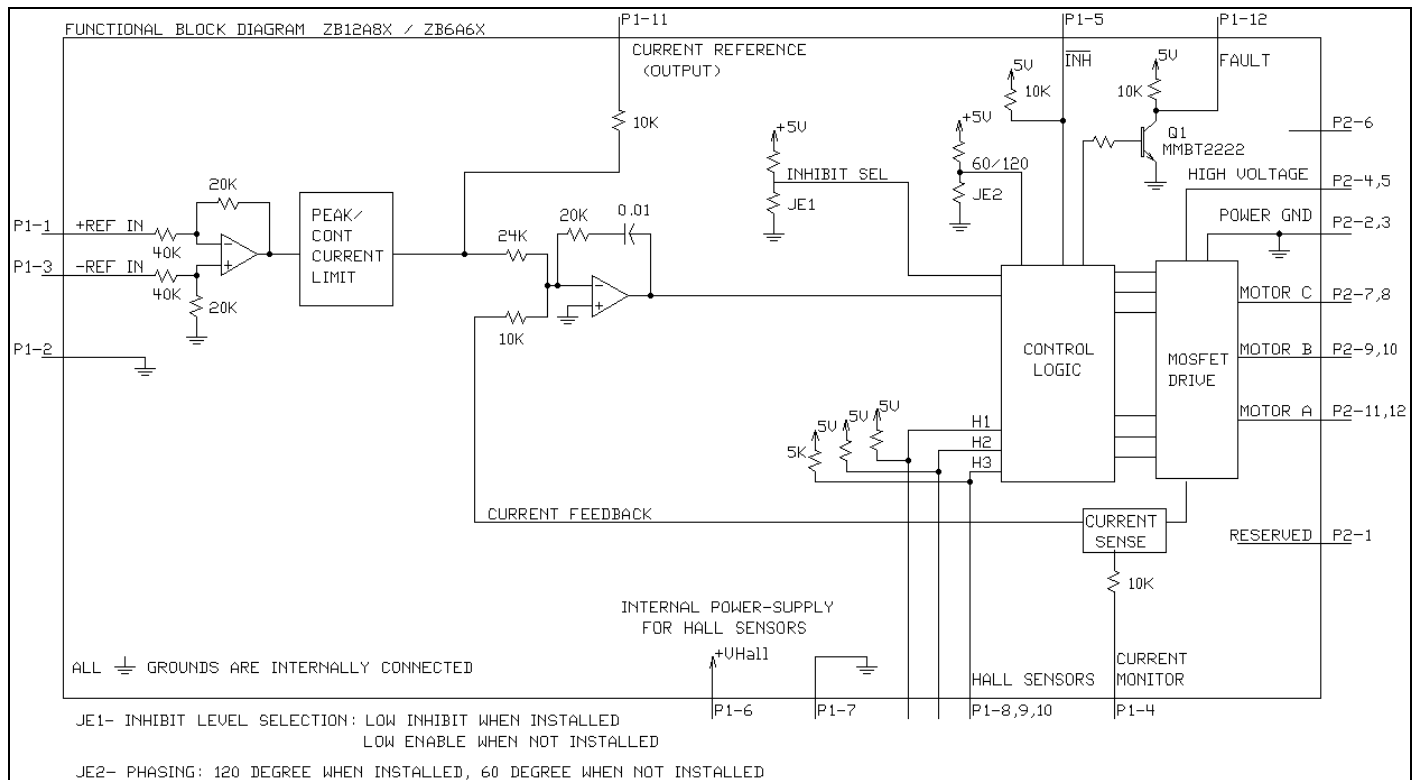 FUNCTIONAL BLOCK DIAGRAM ZB12A8X / ZB6A6X
P1-11
P1-5
P1-12
CURRENT REFERENCE
(OUTPUT)
INH
FAULT
5V
10K
5V
10K
10K
P2-6
Q1
MMBT2222
+5V
+5V
60/120
INHIBIT SEL
JE1
JE2
HIGH VOLTAGE
P2-4,5
POWER GND
P2-2,3
20K
P1-1
+REF IN
40K
-
+
P1-3
-REF IN
40K
20K
PEAK/
CONT
CURRENT
LIMIT
24K
20K
0.01
-
+
10K
P1-2
CONTROL
LOGIC
MOSFET
DRIVE
MOTOR C
P2-7,8
MOTOR B
P2-9,10
MOTOR A
P2-11,12
5V
5V
5V
5K
H1
H2
H3
CURRENT FEEDBACK
CURRENT
SENSE
RESERVED
P2-1
10K
INTERNAL POWER-SUPPLY
FOR HALL SENSORS
+VHall
ALL GROUNDS ARE INTERNALLY CONNECTED
HALL SENSORS
CURRENT
MONITOR
P1-6
P1-7
P1-8,9,10
P1-4
JE1- INHIBIT LEVEL SELECTION: LOW INHIBIT WHEN INSTALLED
LOW ENABLE WHEN NOT INSTALLED
JE2- PHASING: 120 DEGREE WHEN INSTALLED, 60 DEGREE WHEN NOT INSTALLED